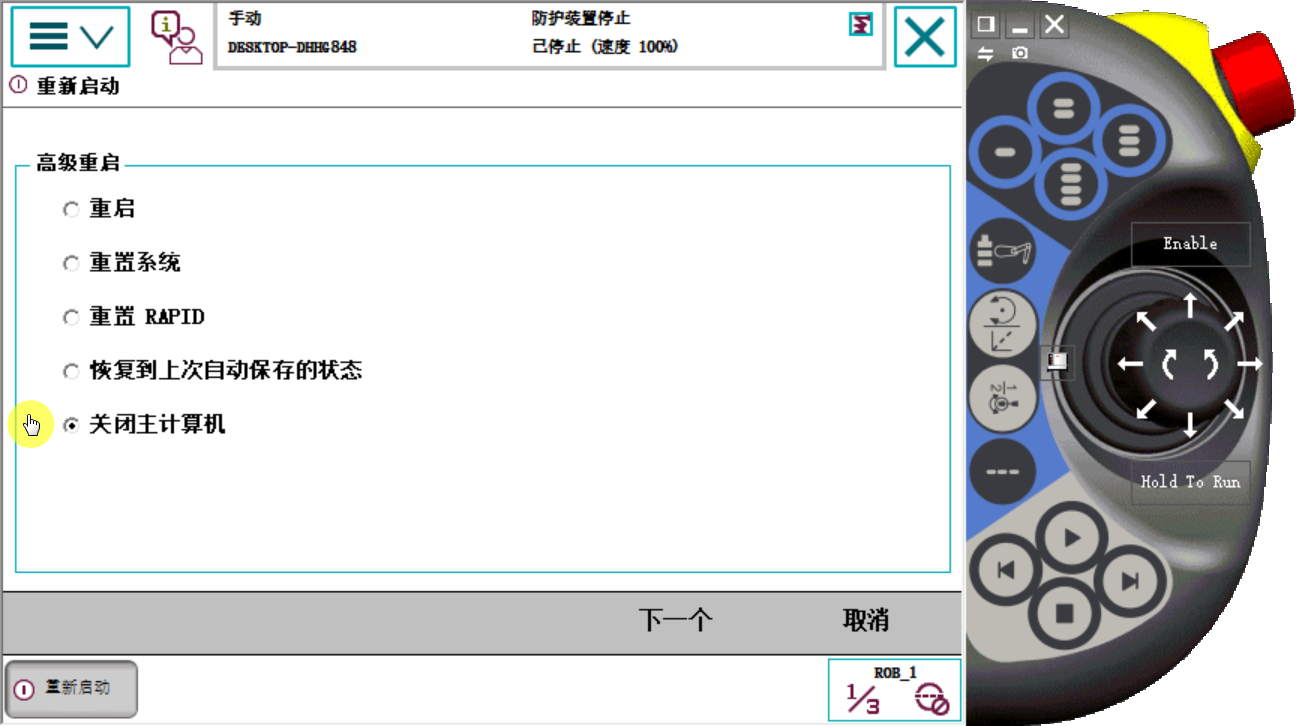 手动
防护装置停止
DESKTOP-DHHG848
已停止 (速度 100%)
重新启动
高级重启
重启
重置系统
重置 RAPID
恢复到上次自动保存的状态
关闭主计算机
下一个
取消
重新启动
ROB_1
1/3
Enable
Hold To Run